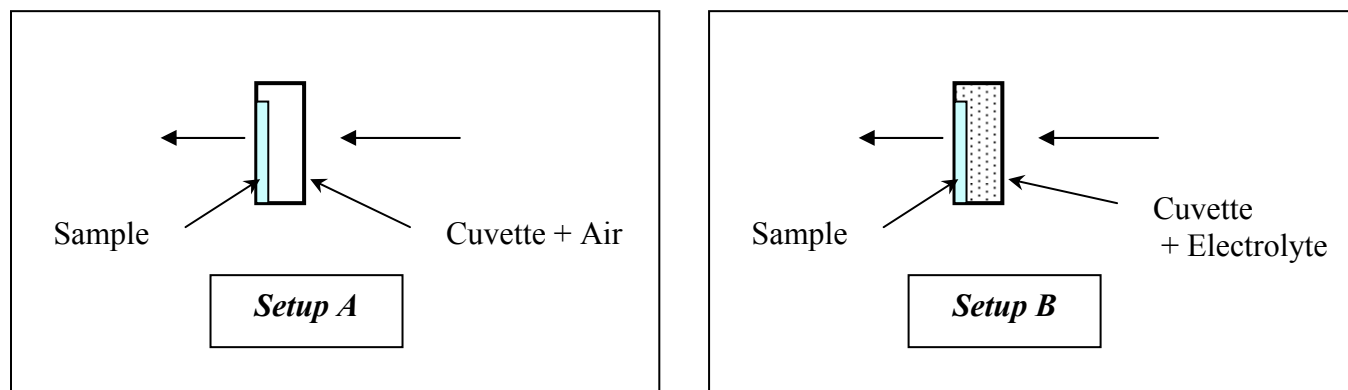 Sample
Cuvette + Air
Setup A
Sample
Cuvette
+ Electrolyte
Setup B